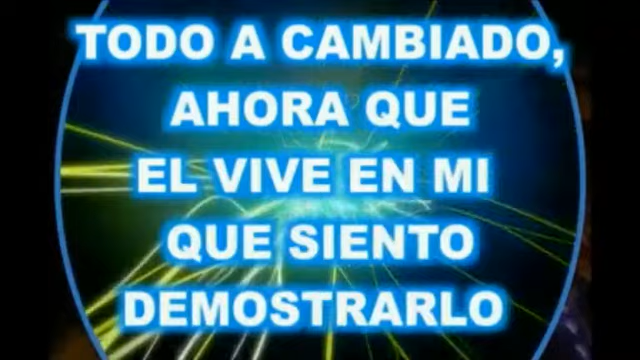 TODO A CAMBIADO,
AHORA QUE
EL VIVE EN MI
QUE SIENTO
DEMOSTRARLO